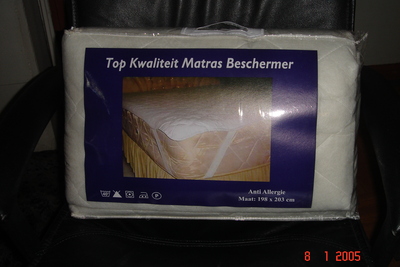 Top Kwaliteit Matras Beschermer
Anti Allergie
Maat: 198 x 203 cm
8 1 2005